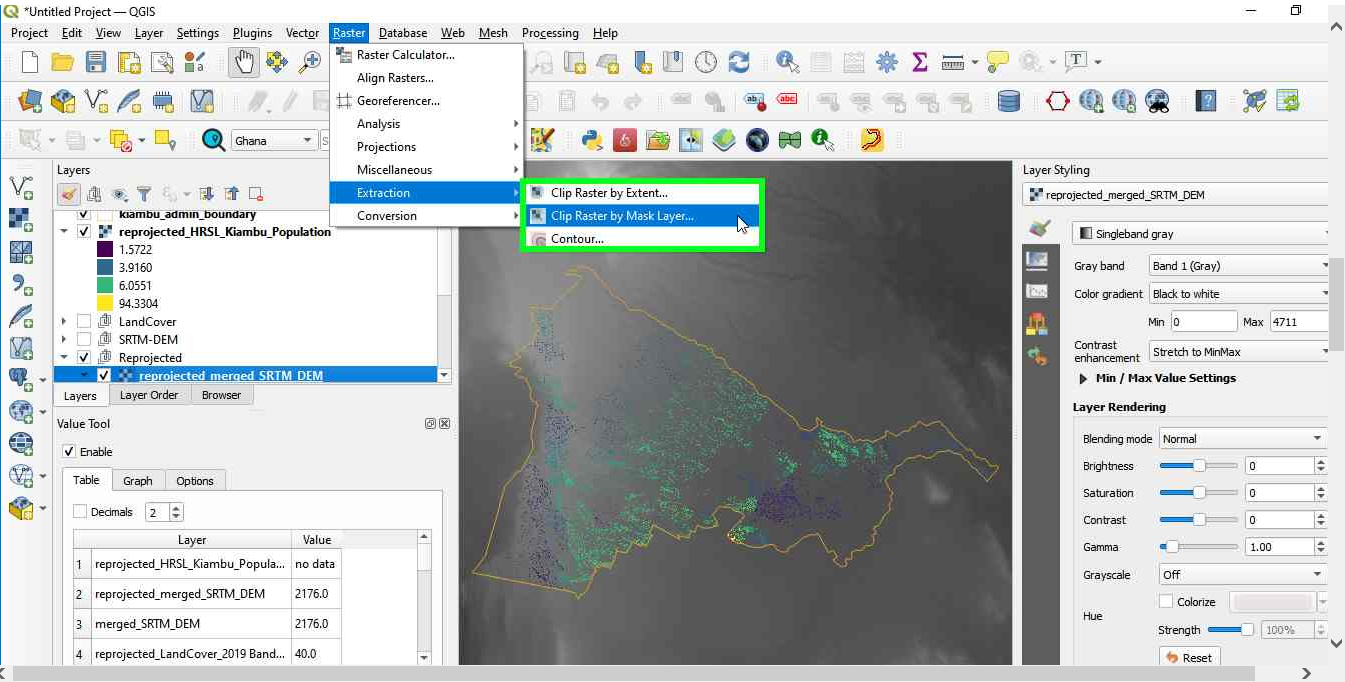 *Untitled Project — QGIS
Project Edit View Layer Settings Plugins Vector Raster Database Web Mesh Processing Help
Raster Calculator...
Align Rasters...
Georeferencer...
Analysis
Projections
Miscellaneous
Extraction
Conversion
Clip Raster by Extent...
Clip Raster by Mask Layer...
Contour...
Ghana
Layers
kiambu_admin_boundary
reprojected_HRSL_Kiambu_Population
1.5722
3.9160
6.0551
94.3304
LandCover
SRTM-DEM
Reprojected
reprojected_merged_SRTM_DEM
Layers Layer Order Browser
Value Tool
Enable
Table Graph Options
Decimals 2
Layer Value
1 reprojected_HRSL_Kiambu_Popula... no data
2 reprojected_merged_SRTM_DEM 2176.0
3 merged_SRTM_DEM 2176.0
4 reprojected_LandCover_2019 Band... 40.0
Layer Styling
reprojected_merged_SRTM_DEM
Singleband gray
Gray band Band 1 (Gray)
Color gradient Black to white
Min 0 Max 4711
Contrast
enhancement Stretch to MinMax
Min / Max Value Settings
Layer Rendering
Blending mode Normal
Brightness 0
Saturation 0
Contrast 0
Gamma 1.00
Grayscale Off
Hue
Colorize
Strength 100%
Reset